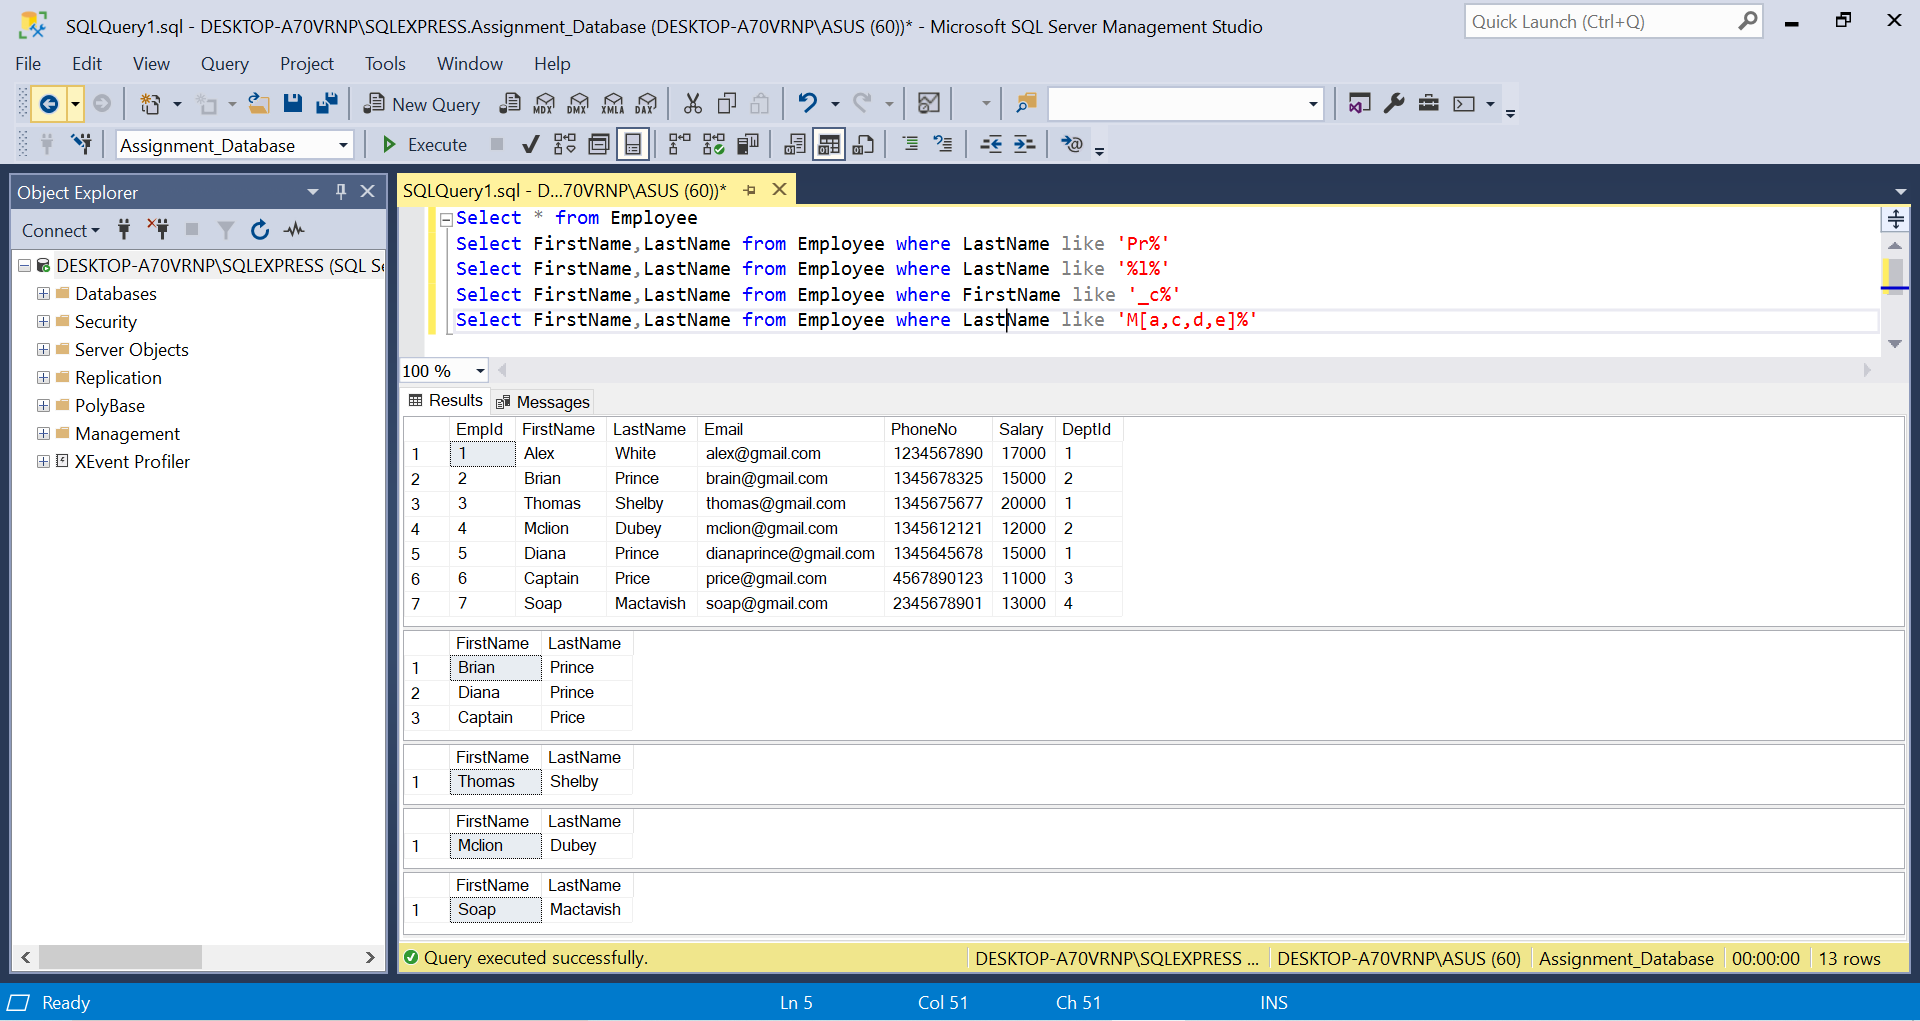 SQLQuery1.sql - DESKTOP-A70VRNP\SQLEXPRESS.Assignment_Database (DESKTOP-A70VRNP\ASUS (60))* - Microsoft SQL Server Management Studio
Quick Launch (Ctrl+Q)
File Edit View Query Project Tools Window Help
New Query MDX DMX XMLA DAX
Assignment_Database Execute
Object Explorer
Connect
DESKTOP-A70VRNP\SQLEXPRESS (SQL Se
Databases
Security
Server Objects
Replication
PolyBase
Management
XEvent Profiler
SQLQuery1.sql - D...70VRNP\ASUS (60))*
Select * from Employee
Select FirstName,LastName from Employee where LastName like 'Pr%'
Select FirstName,LastName from Employee where LastName like '%l%'
Select FirstName,LastName from Employee where FirstName like '_c%'
Select FirstName,LastName from Employee where LastName like 'M[a,c,d,e]%'
100 %
Results Messages
EmpId FirstName LastName Email PhoneNo Salary DeptId
1 1 Alex White alex@gmail.com 1234567890 17000 1
2 2 Brian Prince brain@gmail.com 1345678325 15000 2
3 3 Thomas Shelby thomas@gmail.com 1345675677 20000 1
4 4 Mclion Dubey mclion@gmail.com 1345612121 12000 2
5 5 Diana Prince dianaprince@gmail.com 1345645678 15000 1
6 6 Captain Price price@gmail.com 4567890123 11000 3
7 7 Soap Mactavish soap@gmail.com 2345678901 13000 4
FirstName LastName
1 Brian Prince
2 Diana Prince
3 Captain Price
FirstName LastName
1 Thomas Shelby
FirstName LastName
1 Mclion Dubey
FirstName LastName
1 Soap Mactavish
Query executed successfully. DESKTOP-A70VRNP\SQLEXPRESS ... DESKTOP-A70VRNP\ASUS (60) Assignment_Database 00:00:00 13 rows
Ready Ln 5 Col 51 Ch 51 INS